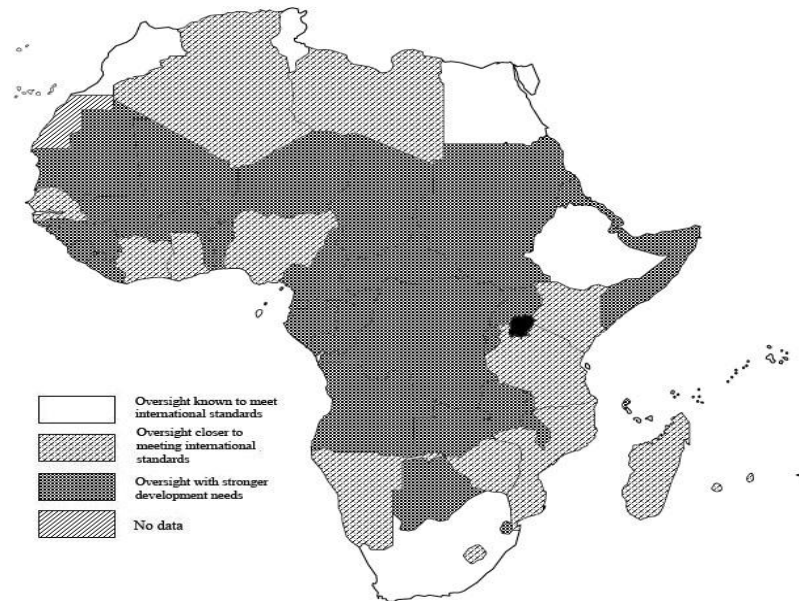 Oversight known to meet
international standards
Oversight closer to
meeting international
standards
Oversight with stronger
development needs
No data